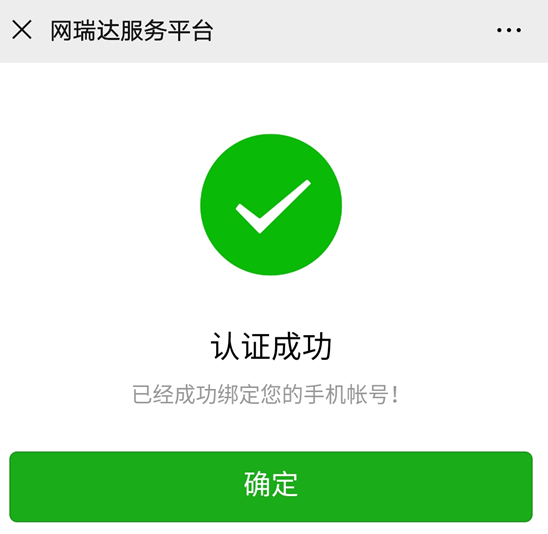 网瑞达服务平台
认证成功
已经成功绑定您的手机帐号！
确定